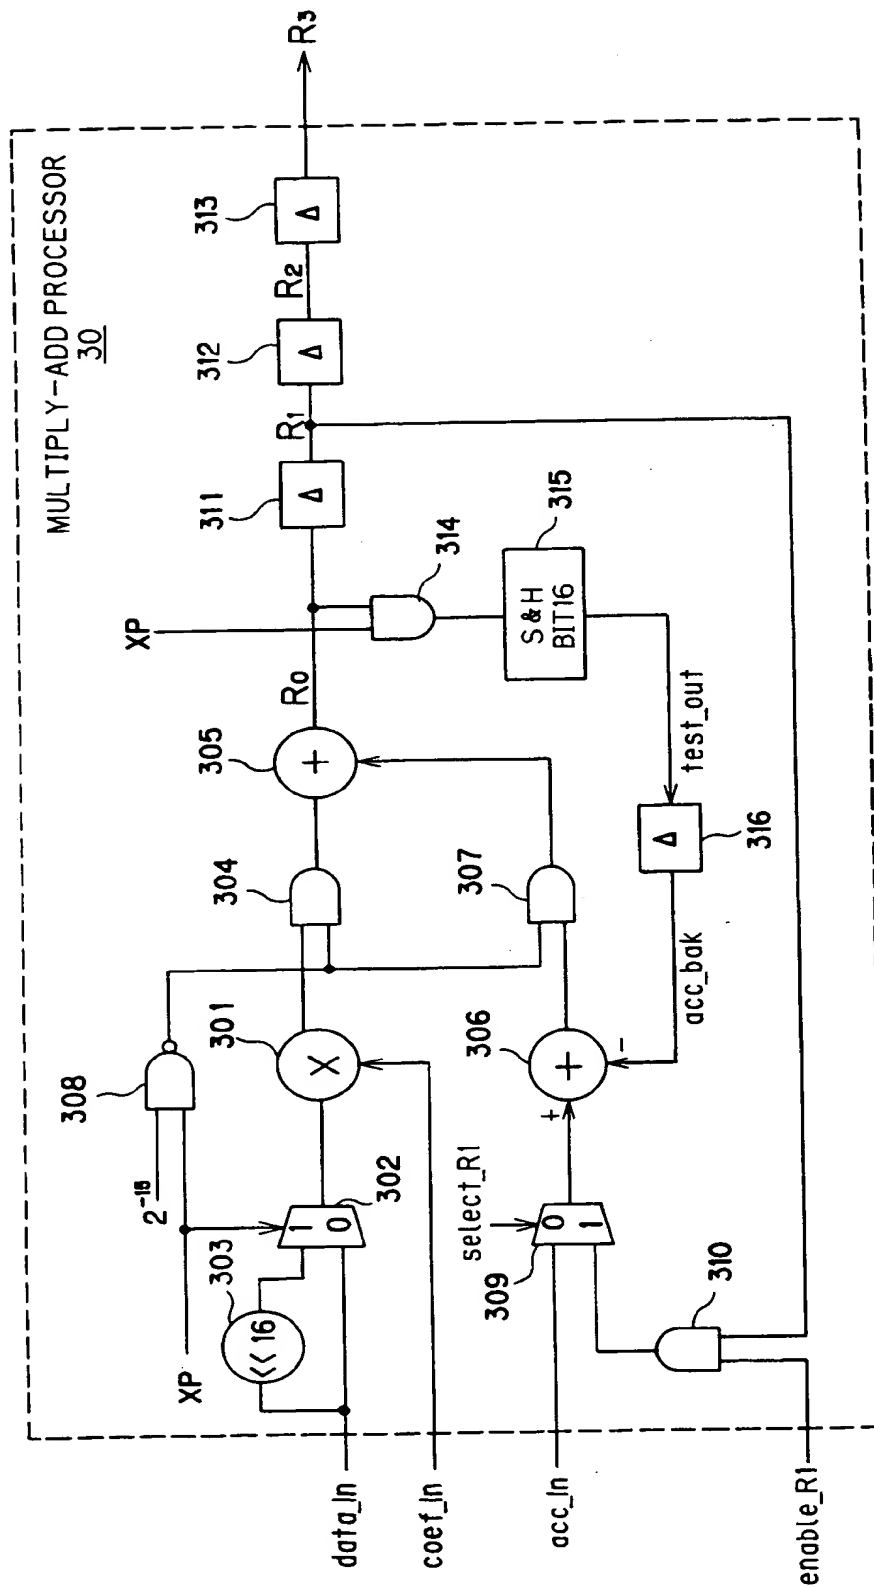 MULTIPLY-ADD PROCESSOR
30
XP
2⁻¹⁶
308
303
<<16
1
0
302
301
X
304
305
+
R0
XP
311
Δ
R1
312
Δ
R2
313
Δ
R3
314
S&H
BIT16
315
test_out
Δ
316
acc_bak
307
306
+
+
-
select_R1
0
1
309
310
data_In
coef_In
acc_In
enable_R1